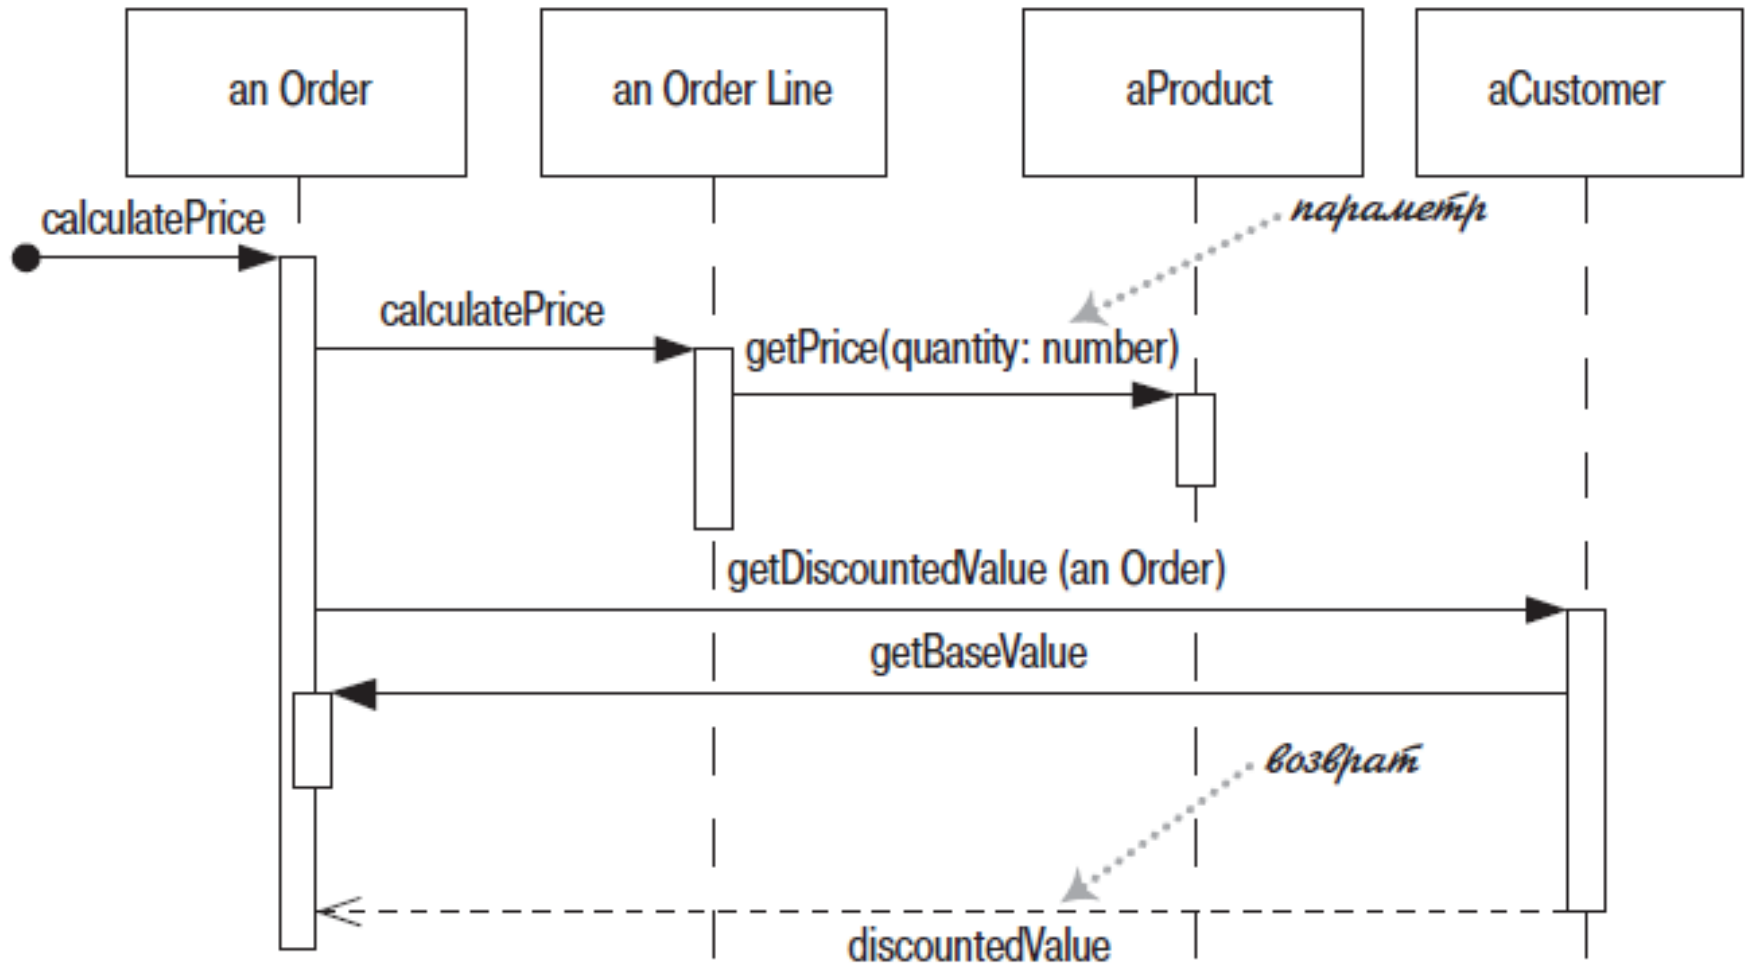 an Order
an Order Line
aProduct
aCustomer
calculatePrice
параметр
calculatePrice
getPrice(quantity: number)
getDiscountedValue (an Order)
getBaseValue
возврат
discountedValue